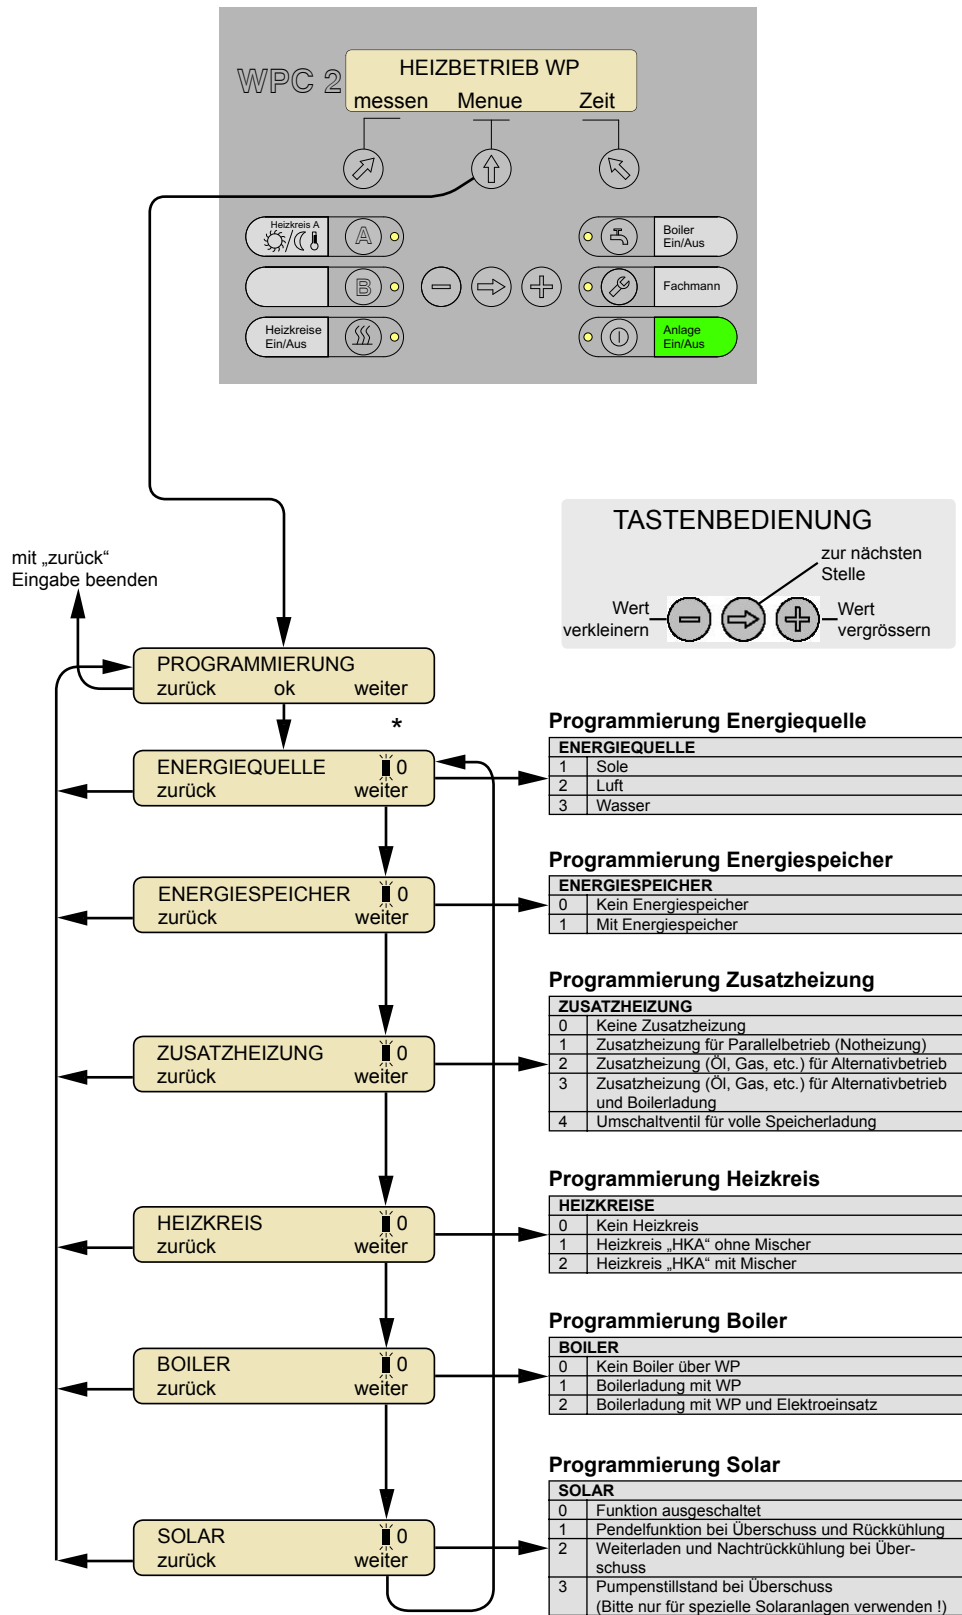 WPC 2
HEIZBETRIEB WP
messen Menue Zeit
Heizkreis A
A
Boiler
Ein/Aus
B
Fachmann
Heizkreise
Ein/Aus
Anlage
Ein/Aus
TASTENBEDIENUNG
zur nächsten
Stelle
Wert
verkleinern
Wert
vergrössern
mit „zurück“
Eingabe beenden
PROGRAMMIERUNG
zurück ok weiter
*
ENERGIEQUELLE 0
zurück weiter
Programmierung Energiequelle
ENERGIEQUELLE
1 Sole
2 Luft
3 Wasser
ENERGIESPEICHER 0
zurück weiter
Programmierung Energiespeicher
ENERGIESPEICHER
0 Kein Energiespeicher
1 Mit Energiespeicher
ZUSATZHEIZUNG 0
zurück weiter
Programmierung Zusatzheizung
ZUSATZHEIZUNG
0 Keine Zusatzheizung
1 Zusatzheizung für Parallelbetrieb (Notheizung)
2 Zusatzheizung (Öl, Gas, etc.) für Alternativbetrieb
3 Zusatzheizung (Öl, Gas, etc.) für Alternativbetrieb
und Boilerladung
4 Umschaltventil für volle Speicherladung
HEIZKREIS 0
zurück weiter
Programmierung Heizkreis
HEIZKREISE
0 Kein Heizkreis
1 Heizkreis „HKA“ ohne Mischer
2 Heizkreis „HKA“ mit Mischer
BOILER 0
zurück weiter
Programmierung Boiler
BOILER
0 Kein Boiler über WP
1 Boilerladung mit WP
2 Boilerladung mit WP und Elektroeinsatz
SOLAR 0
zurück weiter
Programmierung Solar
SOLAR
0 Funktion ausgeschaltet
1 Pendelfunktion bei Überschuss und Rückkühlung
2 Weiterladen und Nachtrückkühlung bei Über-
schuss
3 Pumpenstillstand bei Überschuss
(Bitte nur für spezielle Solaranlagen verwenden !)